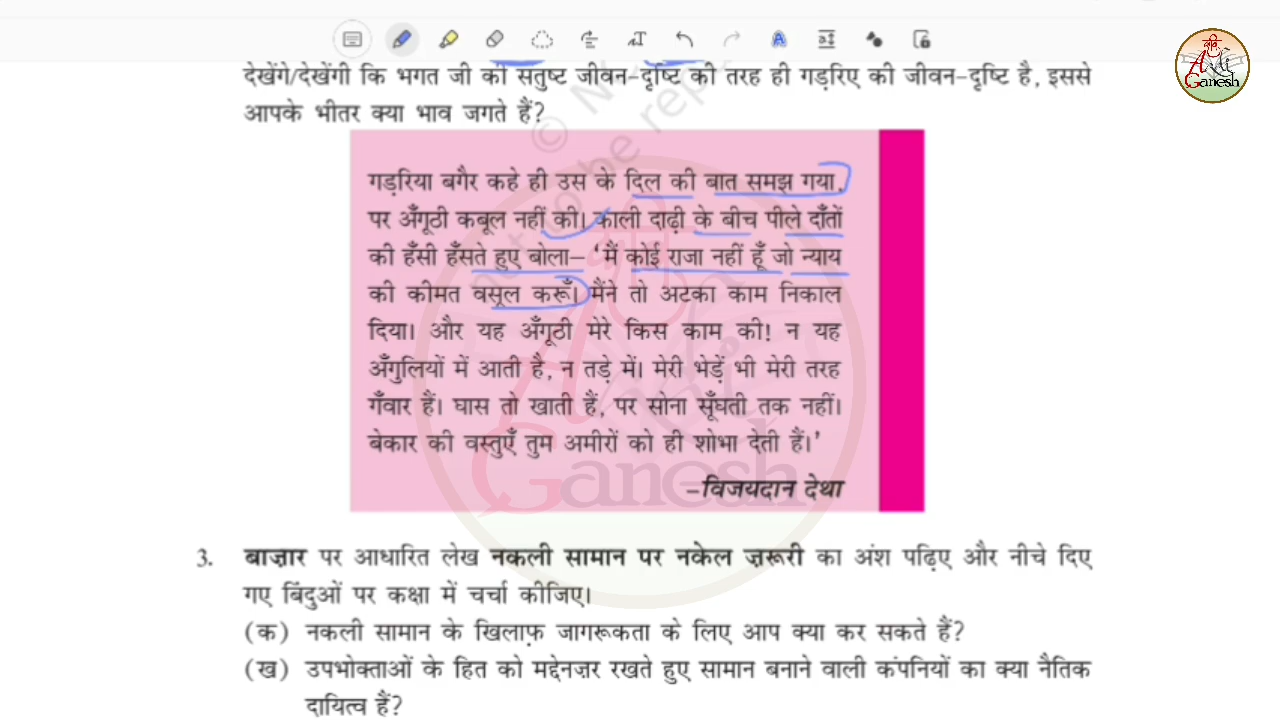 देखेंगे/देखेंगी कि भगत जी की संतुष्ट जीवन-दृष्टि की तरह ही गड़रिए की जीवन-दृष्टि है, इससे
आपके भीतर क्या भाव जगते हैं?
गड़रिया बगैर कहे ही उस के दिल की बात समझ गया,
पर अँगूठी कबूल नहीं की। काली दाढ़ी के बीच पीले दाँतों
की हँसी हँसते हुए बोला– ‘मैं कोई राजा नहीं हूँ जो न्याय
की कीमत वसूल करूँ। मैंने तो अटका काम निकाल
दिया। और यह अँगूठी मेरे किस काम की! न यह
अँगुलियों में आती है, न तड़े में। मेरी भेड़ें भी मेरी तरह
गँवार हैं। घास तो खाती हैं, पर सोना सूँघती तक नहीं।
बेकार की वस्तुएँ तुम अमीरों को ही शोभा देती हैं।’
–विजयदान देथा
3. बाज़ार पर आधारित लेख नकली सामान पर नकेल ज़रूरी का अंश पढ़िए और नीचे दिए
गए बिंदुओं पर कक्षा में चर्चा कीजिए।
(क) नकली सामान के खिलाफ़ जागरूकता के लिए आप क्या कर सकते हैं?
(ख) उपभोक्ताओं के हित को मद्देनज़र रखते हुए सामान बनाने वाली कंपनियों का क्या नैतिक
दायित्व हैं?
Ganesh